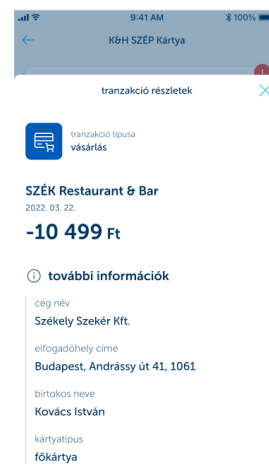 9:41 AM
100%
K&H SZÉP Kártya
tranzakció részletek
tranzakció típusa
vásárlás
SZÉK Restaurant & Bar
2022. 03. 22.
-10 499 Ft
további információk
cég név
Székely Szekér Kft.
elfogadóhely címe
Budapest, Andrássy út 41, 1061
birtokos neve
Kovács István
kártyatípus
főkártya